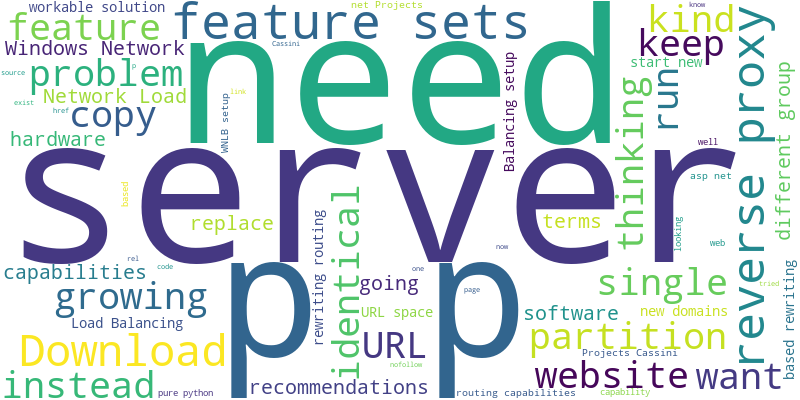 workable solution
feature
feature sets
net Projects
know
kind
Windows Network
Cassini
keep
reverse proxy
source
problem
need
start new
Network Load
p
link
exist
href
copy
WNLB setup
Balancing setup
thinking
run
different group
hardware
well
server
asp net
based
replace
identical
rewriting routing
terms
looking
web
now
rel
code
capabilities
p p
one
going
page
single
tried
based rewriting
growing
URL space
software
new domains
Load Balancing
Download
URL
partition
nofollow
Projects Cassini
instead
pure python
recommendations
routing capabilities
website
capability
want